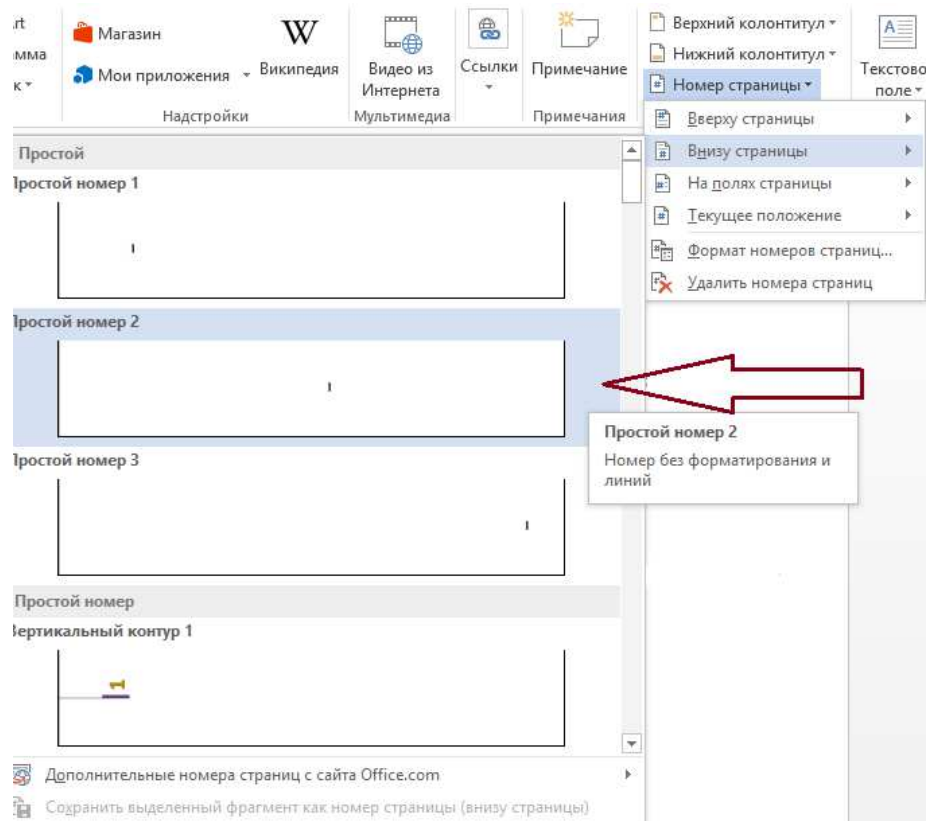 Магазин
Мои приложения
Википедия
Видео из
Интернета
Ссылки
Примечание
Верхний колонтитул
Нижний колонтитул
Номер страницы
поле
Настройки
Мультимедиа
Примечания
Вверху страницы
Внизу страницы
На полях страницы
Текущее положение
Формат номеров страниц...
Удалить номера страниц
Простой
Простой номер 1
Простой номер 2
Простой номер 2
Номер без форматирования и
линий
Простой номер 3
Простой номер
Вертикальный контур 1
1
Дополнительные номера страниц с сайта Office.com
Сохранить выделенный фрагмент как номер страницы (внизу страницы)